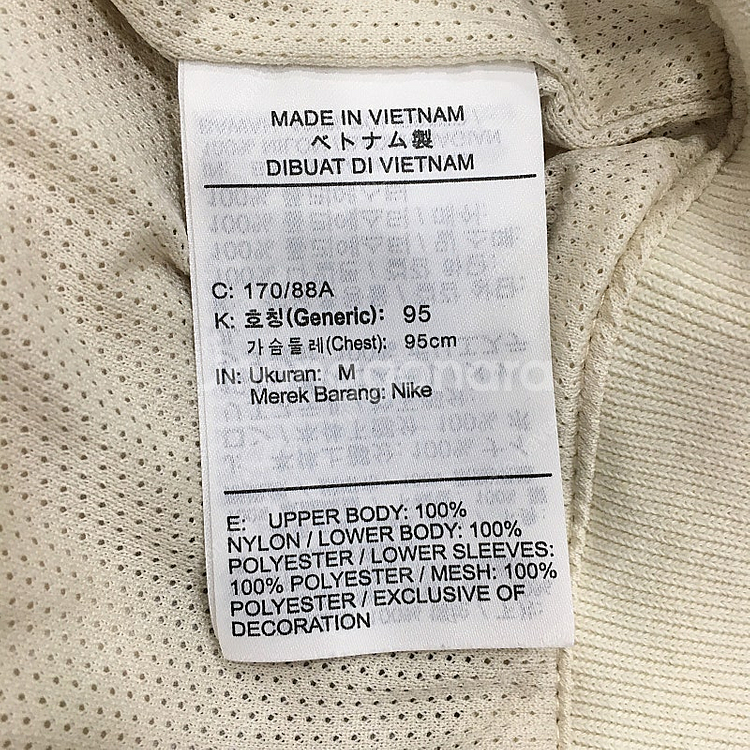 MADE IN VIETNAM
ベトナム製
DIBUAT DI VIETNAM
C: 170/88A
K: 호칭(Generic): 95
가슴둘레(Chest): 95cm
IN: Ukuran: M
Merek Barang: Nike
E: UPPER BODY: 100%
NYLON / LOWER BODY: 100%
POLYESTER / LOWER SLEEVES:
100% POLYESTER / MESH: 100%
POLYESTER / EXCLUSIVE OF
DECORATION